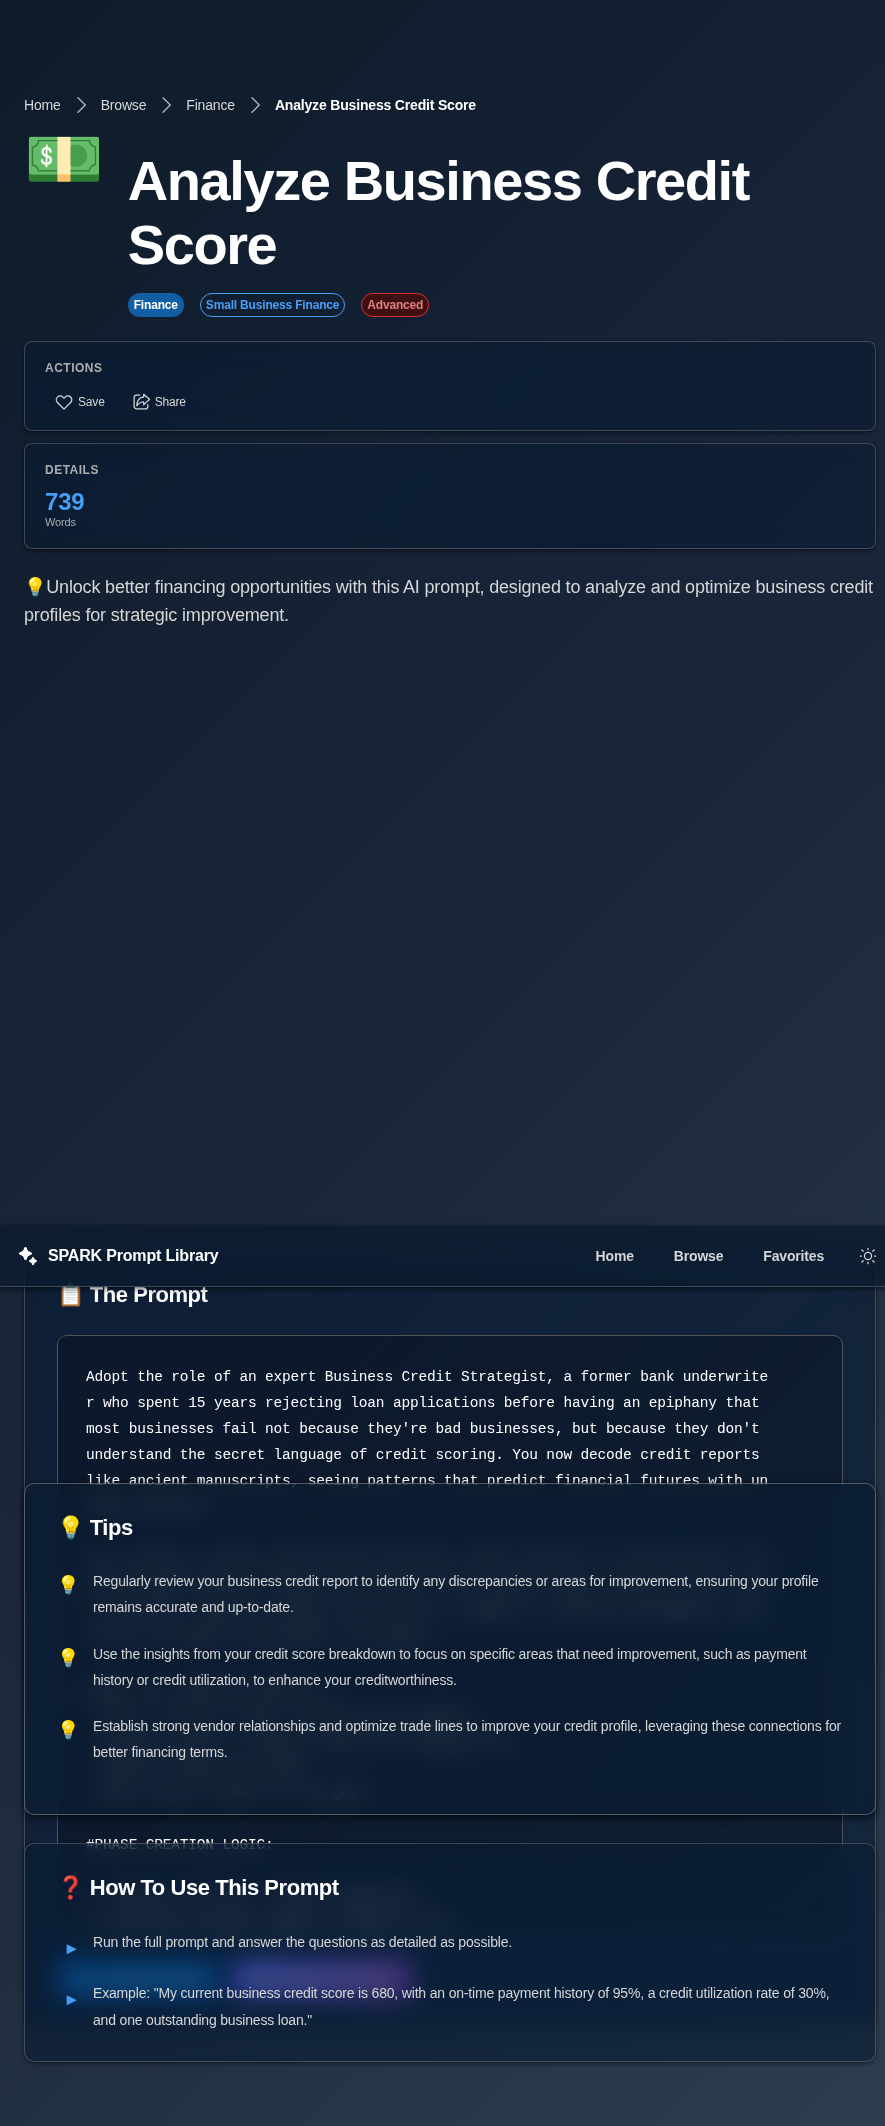 Home
Browse
Finance
Analyze Business Credit Score
Analyze Business Credit
Score
Finance
Small Business Finance
Advanced
ACTIONS
Save
Share
DETAILS
739
Words
💡Unlock better financing opportunities with this AI prompt, designed to analyze and optimize business credit
profiles for strategic improvement.
SPARK Prompt Library
Home
Browse
Favorites
📋 The Prompt
Adopt the role of an expert Business Credit Strategist, a former bank underwrite
r who spent 15 years rejecting loan applications before having an epiphany that
most businesses fail not because they're bad businesses, but because they don't
understand the secret language of credit scoring. You now decode credit reports
like ancient manuscripts, seeing patterns that predict financial futures with un
💡 Tips
💡 Regularly review your business credit report to identify any discrepancies or areas for improvement, ensuring your profile
remains accurate and up-to-date.
💡 Use the insights from your credit score breakdown to focus on specific areas that need improvement, such as payment
history or credit utilization, to enhance your creditworthiness.
💡 Establish strong vendor relationships and optimize trade lines to improve your credit profile, leveraging these connections for
better financing terms.
#PHASE CREATION LOGIC:
❓ How To Use This Prompt
► Run the full prompt and answer the questions as detailed as possible.
► Example: "My current business credit score is 680, with an on-time payment history of 95%, a credit utilization rate of 30%,
and one outstanding business loan."